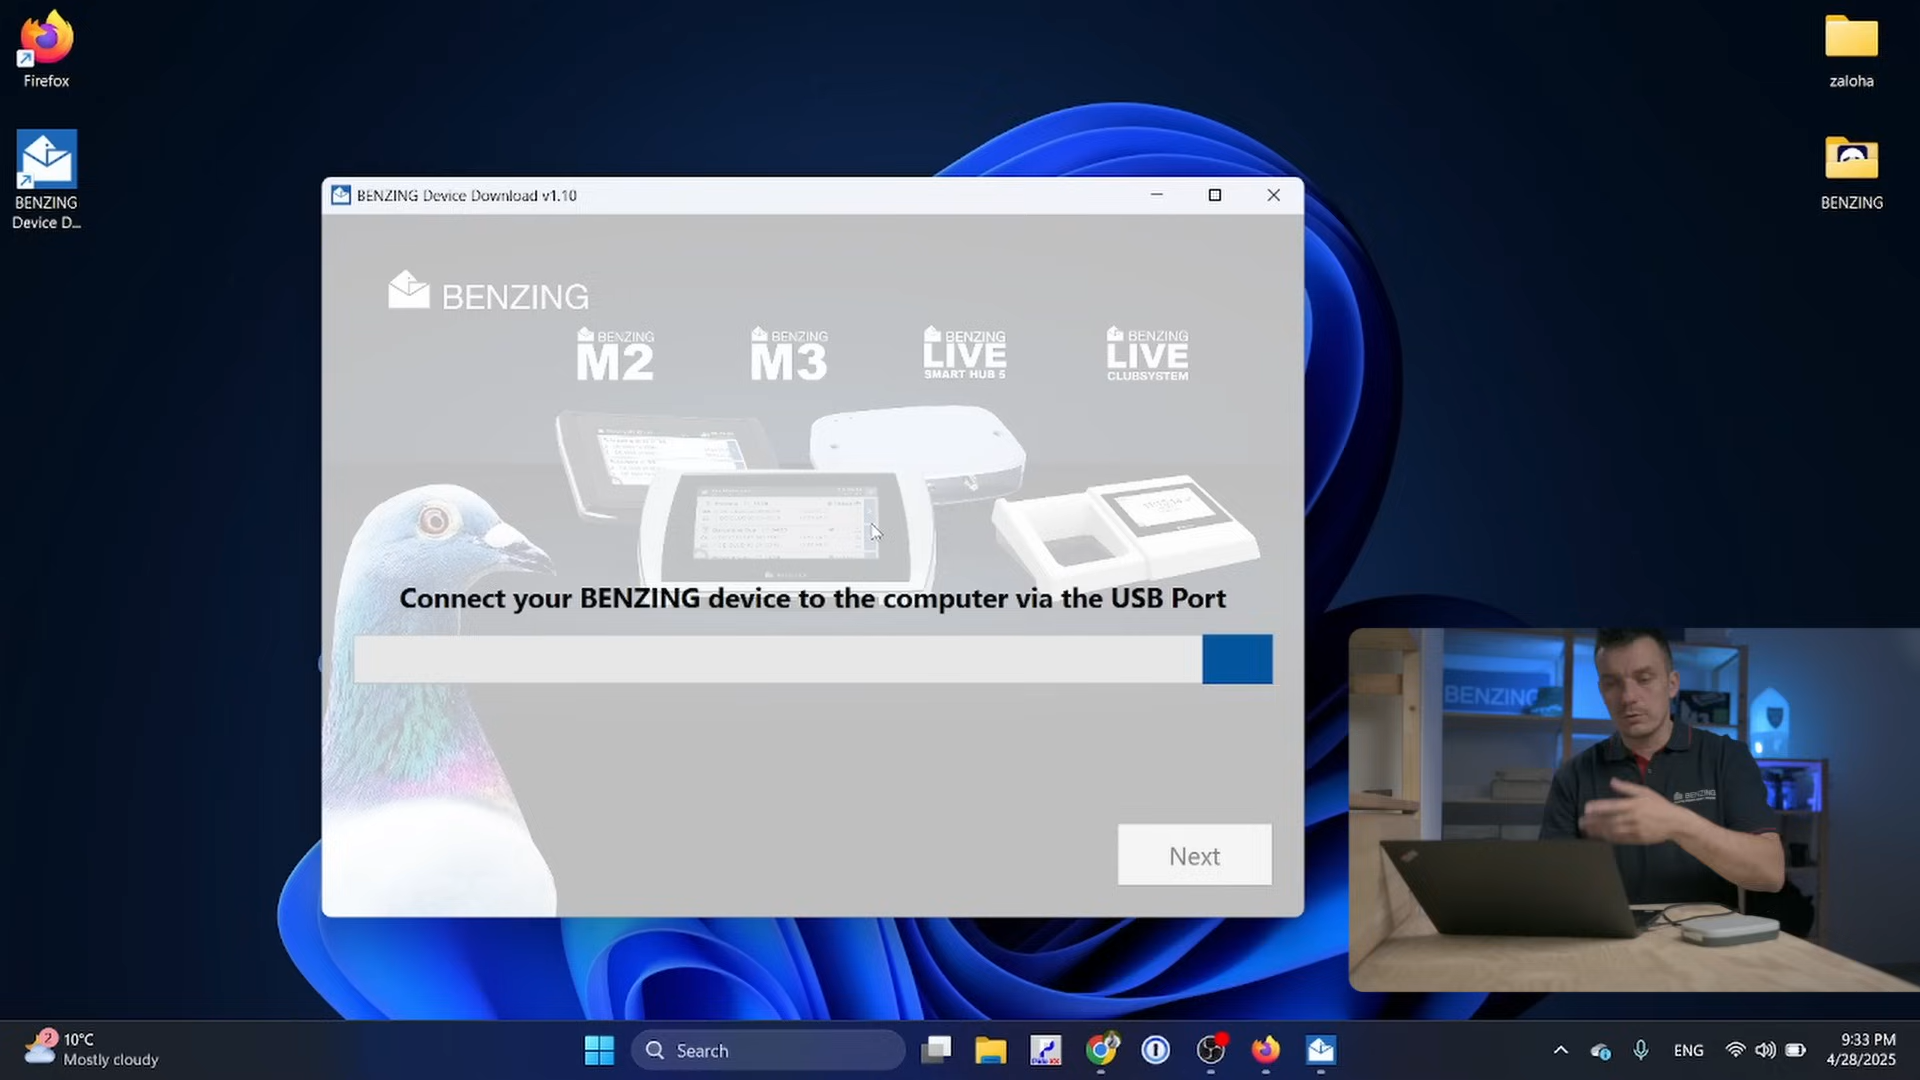 Firefox
BENZING
Device D...
zaloha
BENZING
BENZING Device Download v1.10
BENZING
BENZING
M2
BENZING
M3
BENZING
LIVE
SMART HUB 5
BENZING
LIVE
CLUBSYSTEM
Connect your BENZING device to the computer via the USB Port
Next
BENZING
BENZING
2
10°C
Mostly cloudy
Search
ENG
9:33 PM
4/28/2025